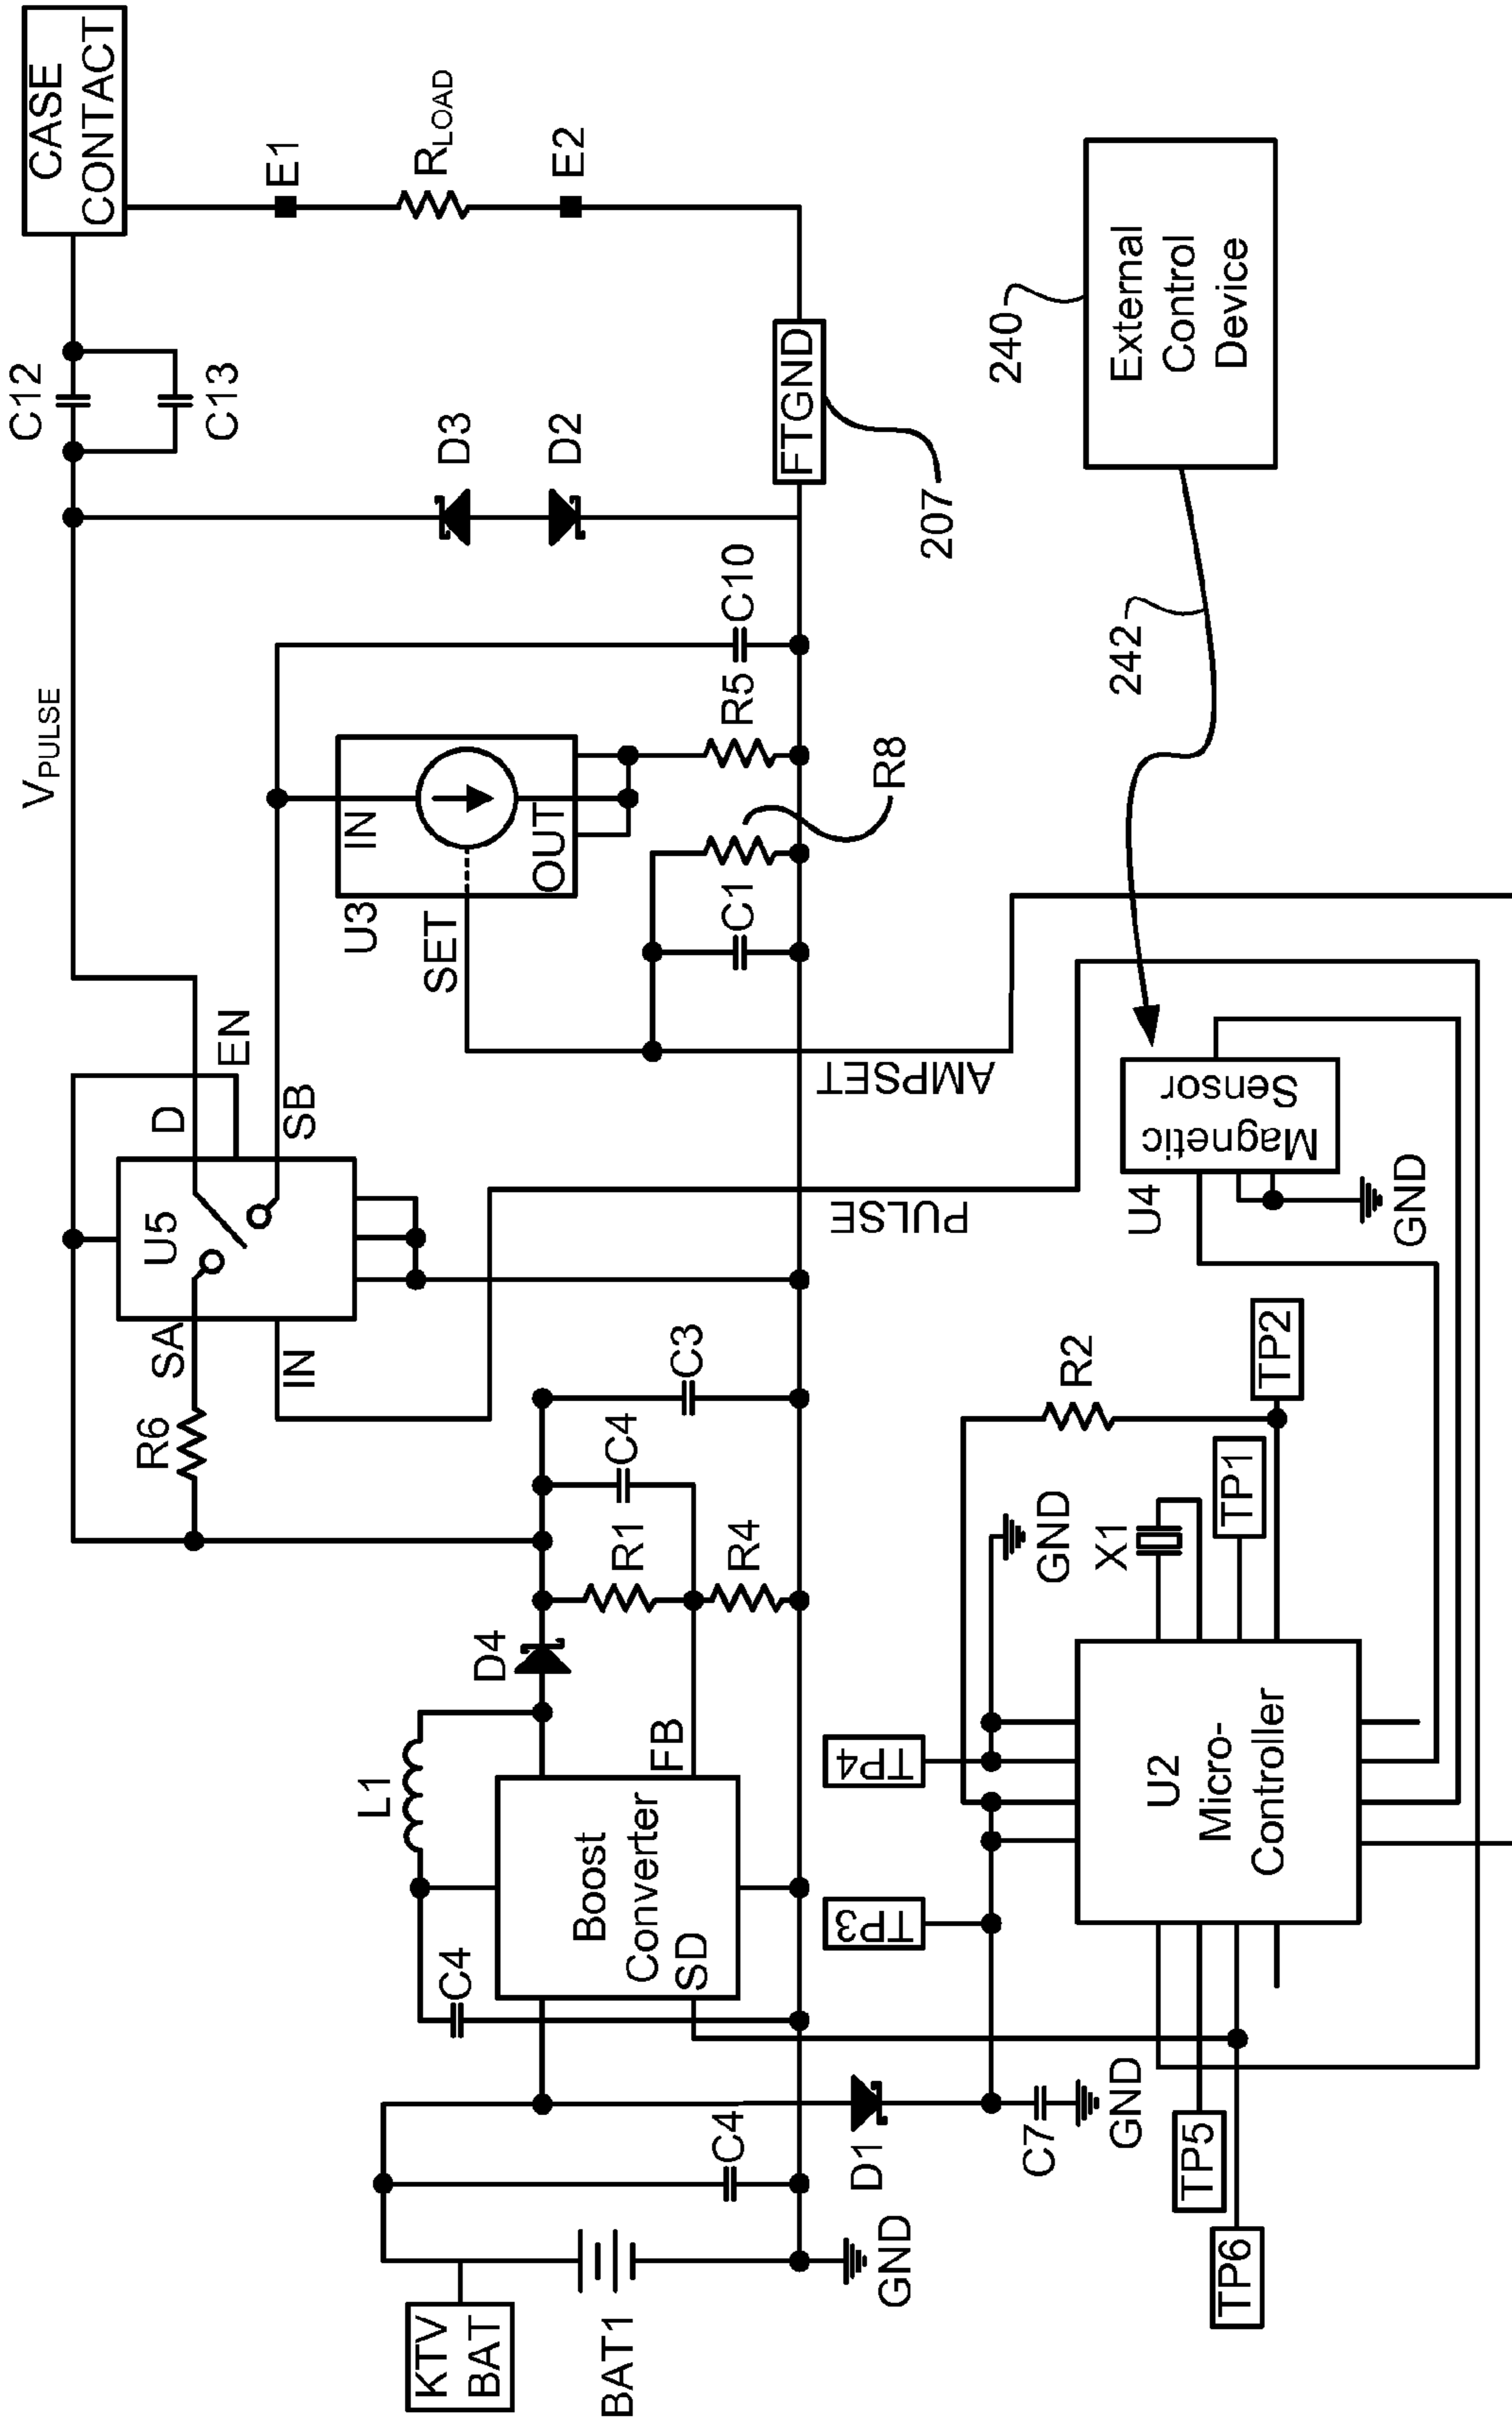 CASE
CONTACT
C12
C13
VPULSE
E1
RLOAD
E2
D3
D2
FTGND
207
240
External
Control
Device
242
EN
D
SB
U5
SA
IN
R6
IN
OUT
U3
SET
C10
R5
R8
C1
AMPSET
PULSE
Magnetic
Sensor
U4
GND
C3
C4
R1
R4
D4
L1
FB
Boost
Converter
SD
C4
C4
KTV
BAT
BAT1
GND
D1
C7
GND
TP3
TP4
GND
R2
TP2
X1
TP1
U2
Micro-
Controller
TP5
TP6